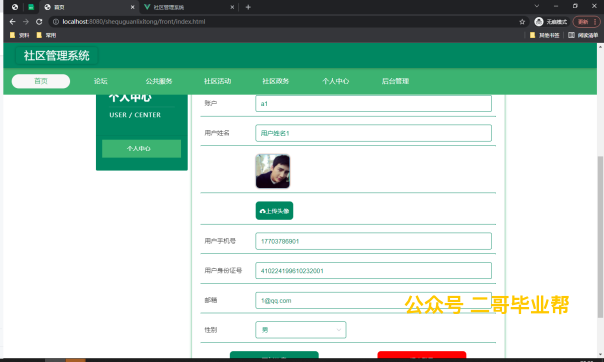 首页
社区管理系统
localhost:8080/shequguanlixitong/front/index.html
无痕模式
更新
资料
常用
其他书签
阅读清单
社区管理系统
首页
论坛
公共服务
社区活动
社区政务
个人中心
后台管理
个人中心
USER / CENTER
个人中心
账户
a1
用户姓名
用户姓名1
上传头像
用户手机号
17703786901
用户身份证号
410224199610232001
邮箱
1@qq.com
公众号 二哥毕业帮
性别
男